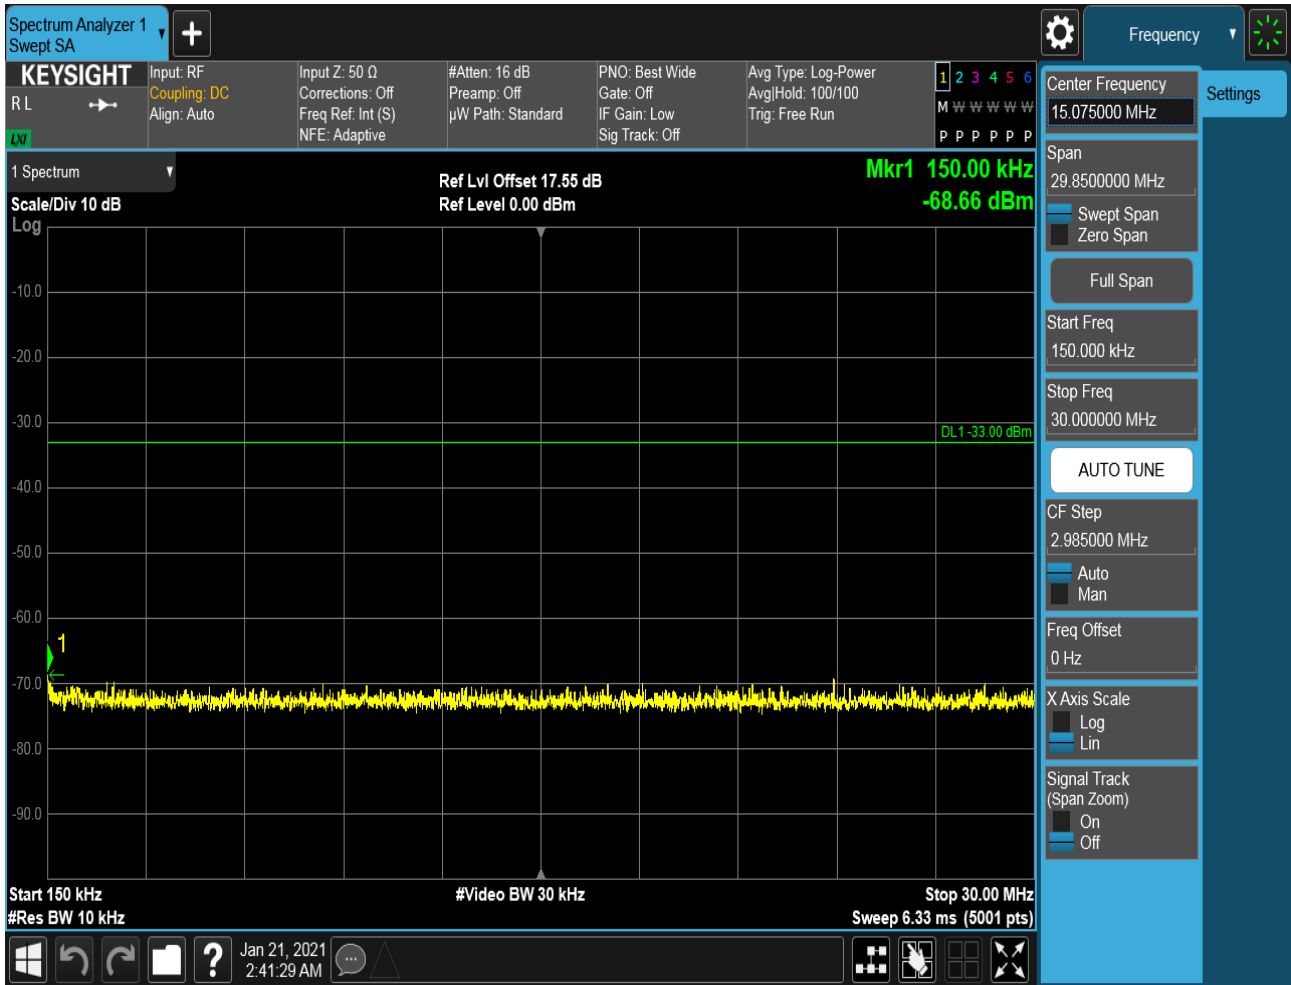 Spectrum Analyzer 1
Swept SA
Frequency
KEYSIGHT
R L
LXI
Input: RF
Coupling: DC
Align: Auto
Input Z: 50 Ω
Corrections: Off
Freq Ref: Int (S)
NFE: Adaptive
#Atten: 16 dB
Preamp: Off
µW Path: Standard
PNO: Best Wide
Gate: Off
IF Gain: Low
Sig Track: Off
Avg Type: Log-Power
Avg|Hold: 100/100
Trig: Free Run
1 2 3 4 5 6
M W W W W W
P P P P P P
1 Spectrum
Scale/Div 10 dB
Log
Ref Lvl Offset 17.55 dB
Ref Level 0.00 dBm
Mkr1 150.00 kHz
-68.66 dBm
-10.0
-20.0
-30.0
DL1 -33.00 dBm
-40.0
-50.0
-60.0
1
-70.0
-80.0
-90.0
Start 150 kHz
#Video BW 30 kHz
Stop 30.00 MHz
#Res BW 10 kHz
Sweep 6.33 ms (5001 pts)
Jan 21, 2021
2:41:29 AM
?
Center Frequency
15.075000 MHz
Settings
Span
29.8500000 MHz
Swept Span
Zero Span
Full Span
Start Freq
150.000 kHz
Stop Freq
30.000000 MHz
AUTO TUNE
CF Step
2.985000 MHz
Auto
Man
Freq Offset
0 Hz
X Axis Scale
Log
Lin
Signal Track
(Span Zoom)
On
Off